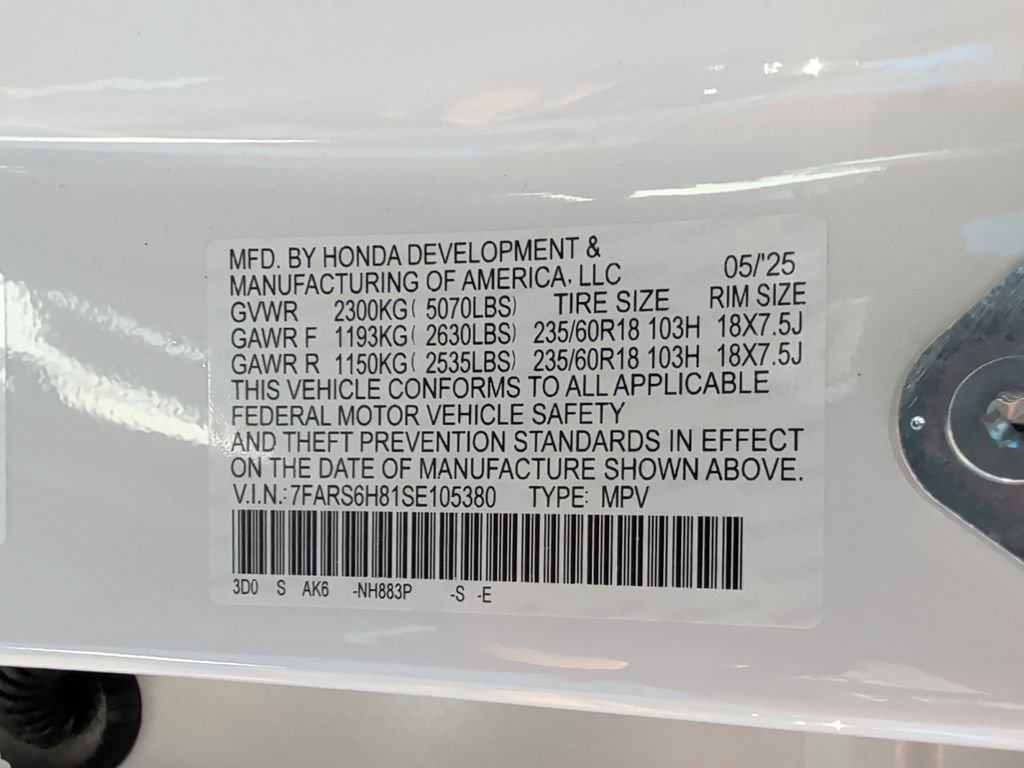 MFD. BY HONDA DEVELOPMENT &
MANUFACTURING OF AMERICA, LLC 05/'25
GVWR 2300KG( 5070LBS) TIRE SIZE RIM SIZE
GAWR F 1193KG( 2630LBS) 235/60R18 103H 18X7.5J
GAWR R 1150KG( 2535LBS) 235/60R18 103H 18X7.5J
THIS VEHICLE CONFORMS TO ALL APPLICABLE
FEDERAL MOTOR VEHICLE SAFETY
AND THEFT PREVENTION STANDARDS IN EFFECT
ON THE DATE OF MANUFACTURE SHOWN ABOVE.
V.I.N.:7FARS6H81SE105380 TYPE: MPV
3D0 S AK6 -NH883P -S -E